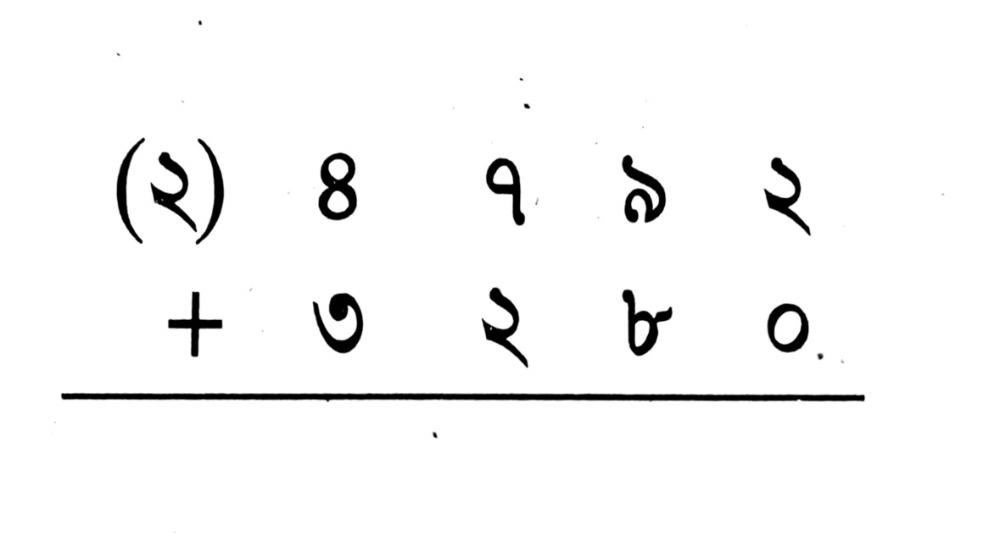 (২) ৪ ৭ ৯ ২
+ ৩ ২ ৮ ০